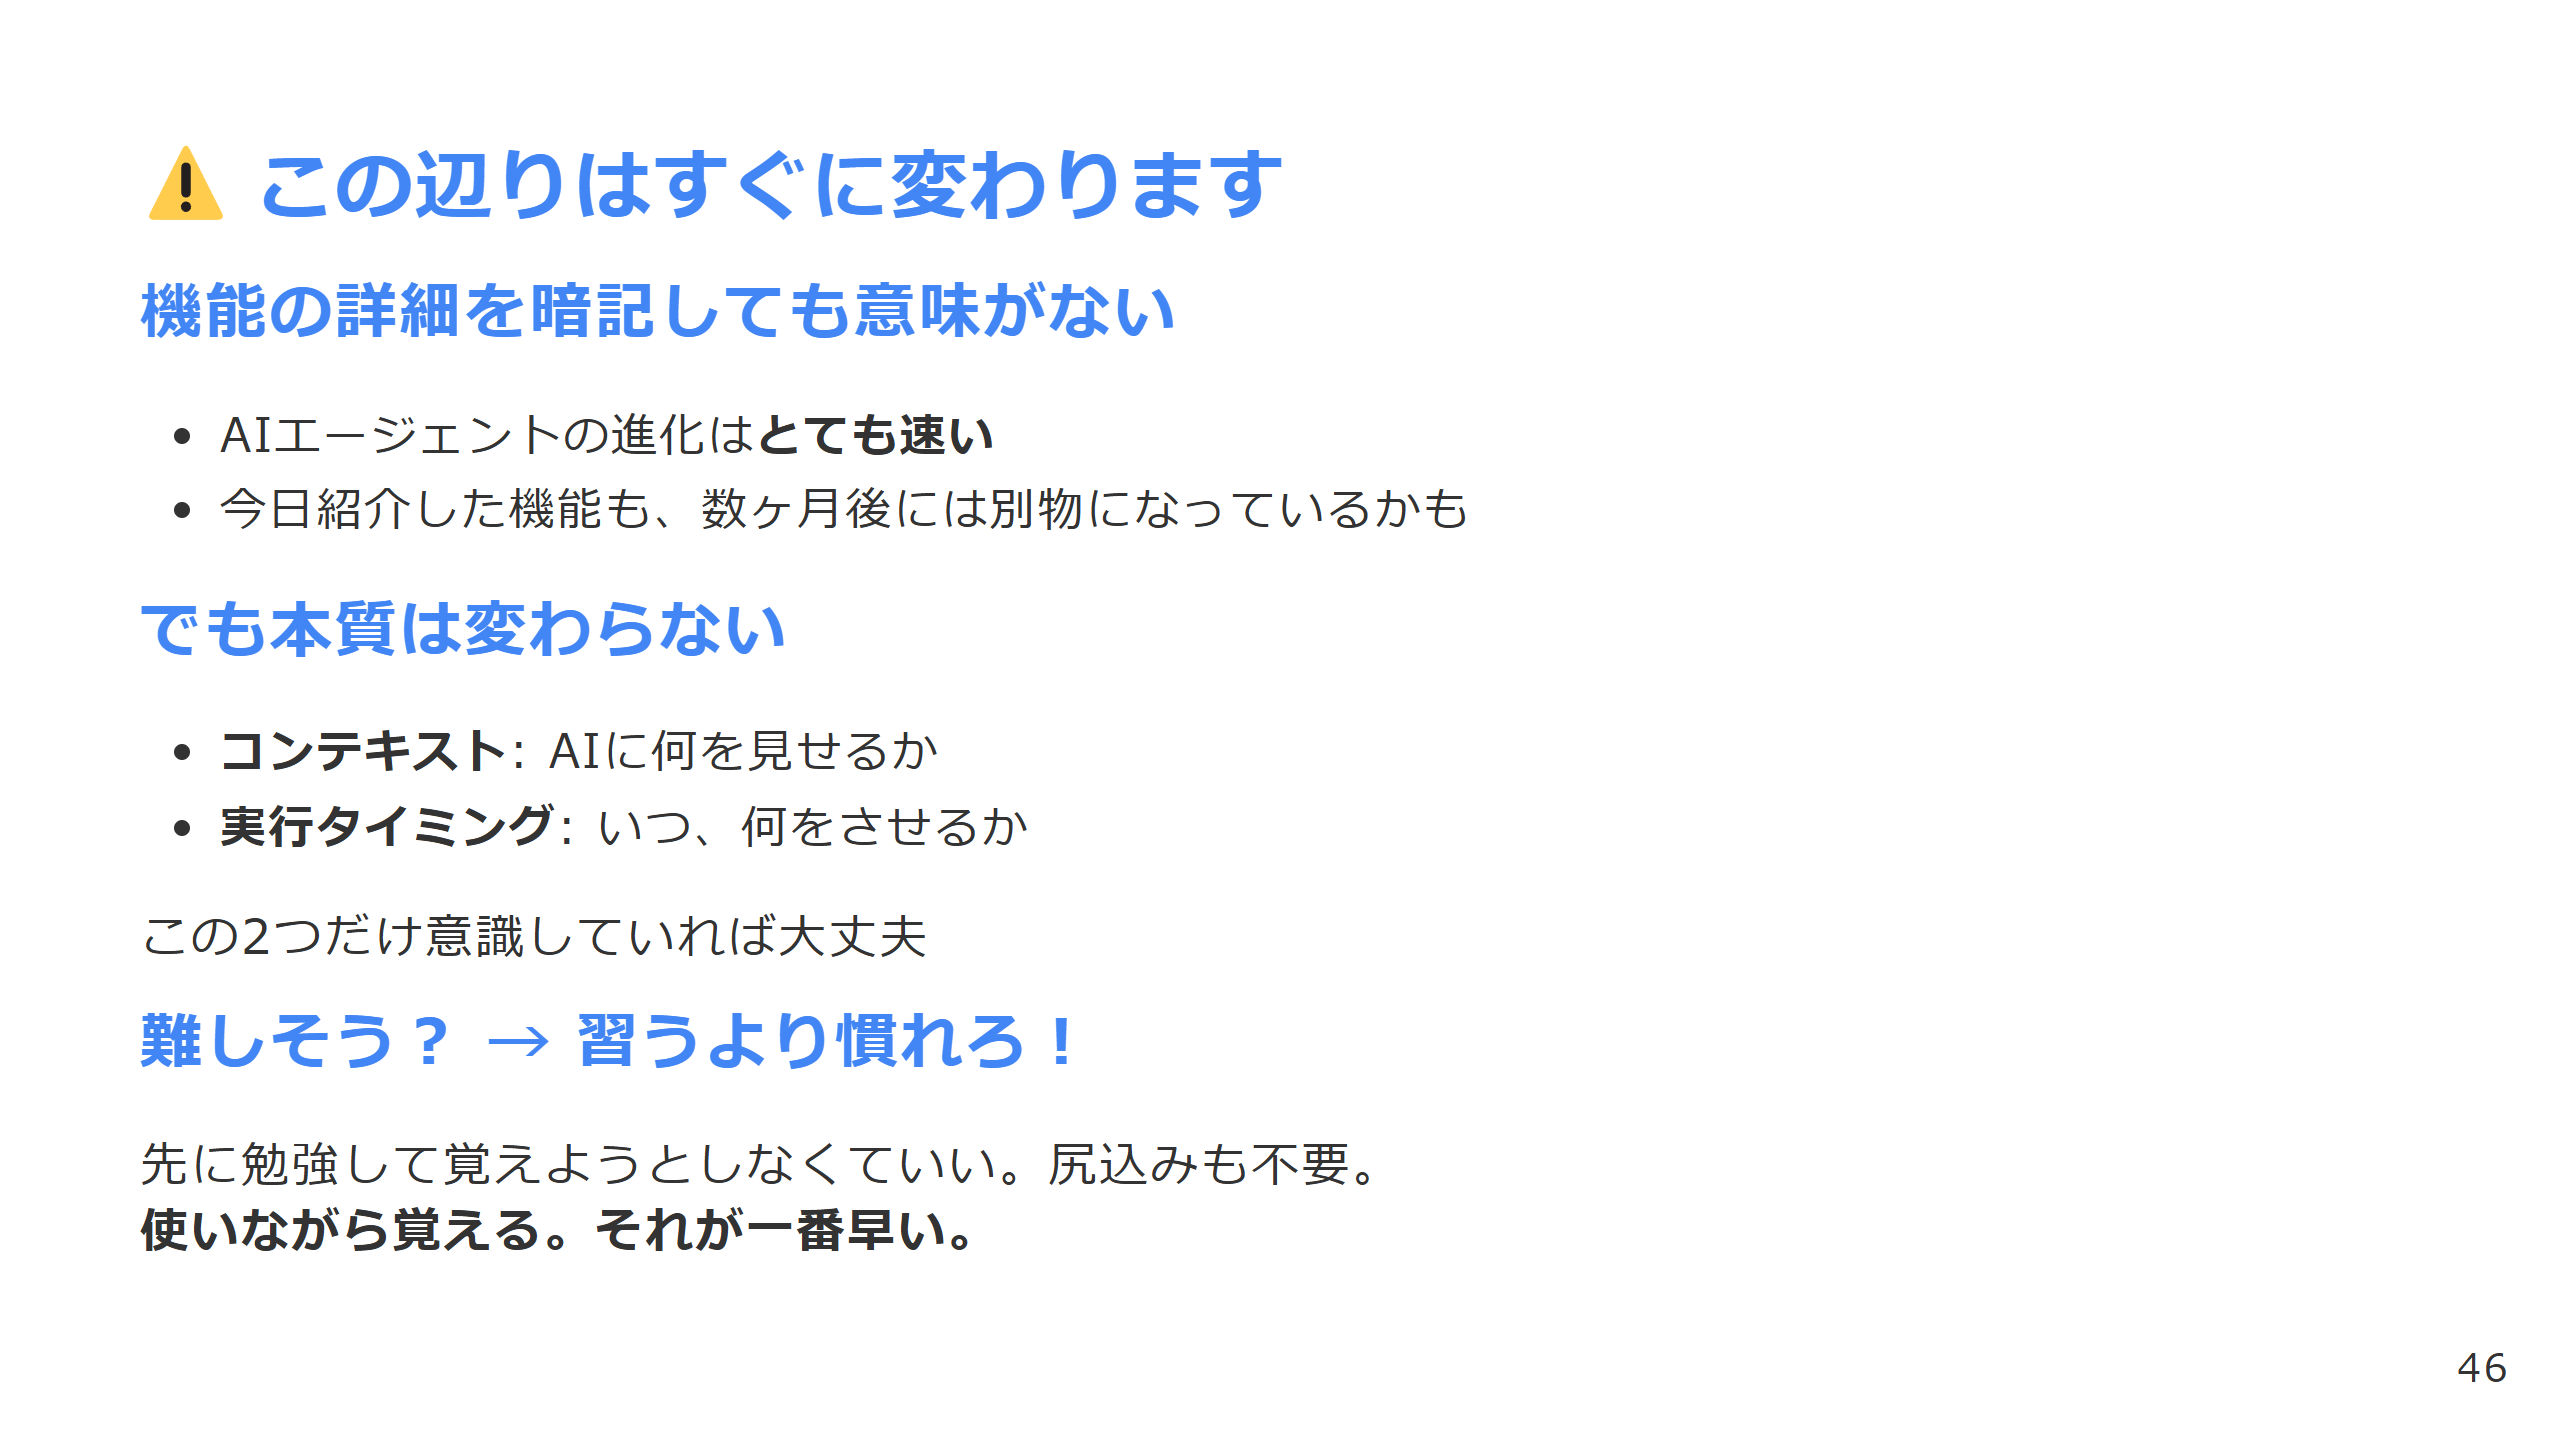 ⚠ この辺りはすぐに変わります
機能の詳細を暗記しても意味がない
• AIエージェントの進化はとても速い
• 今日紹介した機能も、数ヶ月後には別物になっているかも
でも本質は変わらない
• コンテキスト: AIに何を見せるか
• 実行タイミング: いつ、何をさせるか
この2つだけ意識していれば大丈夫
難しそう？ → 習うより慣れろ！
先に勉強して覚えようとしなくていい。尻込みも不要。
使いながら覚える。それが一番早い。
46